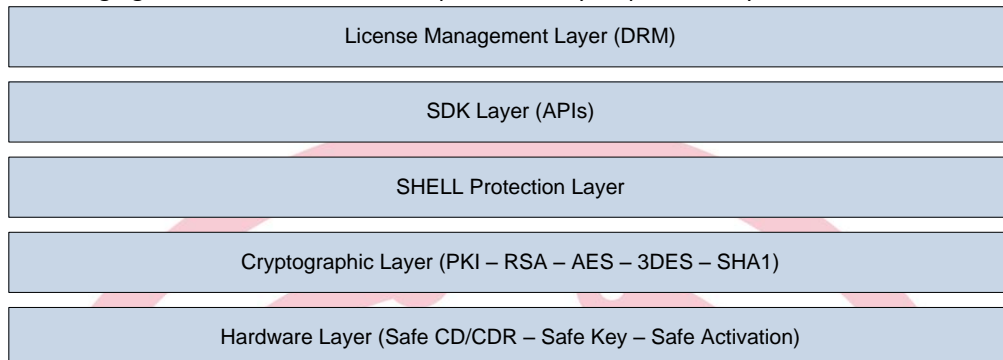 License Management Layer (DRM)
SDK Layer (APIs)
SHELL Protection Layer
Cryptographic Layer (PKI – RSA – AES – 3DES – SHA1)
Hardware Layer (Safe CD/CDR – Safe Key – Safe Activation)